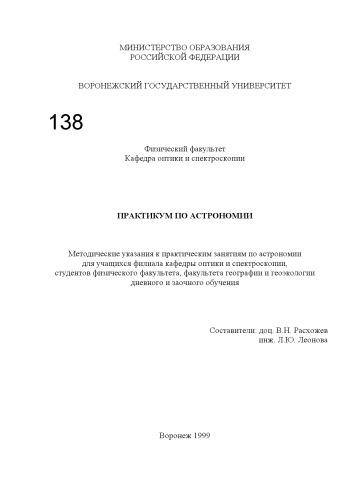 МИНИСТЕРСТВО ОБРАЗОВАНИЯ
РОССИЙСКОЙ ФЕДЕРАЦИИ
ВОРОНЕЖСКИЙ ГОСУДАРСТВЕННЫЙ УНИВЕРСИТЕТ
138
Физический факультет
Кафедра оптики и спектроскопии
ПРАКТИКУМ ПО АСТРОНОМИИ
Методические указания к практическим занятиям по астрономии
для учащихся филиала кафедры оптики и спектроскопии,
студентов физического факультета, факультета географии и геоэкологии
дневного и заочного обучения
Составители: доц. В.Н. Расхожев
инж. Л.Ю. Леонова
Воронеж 1999